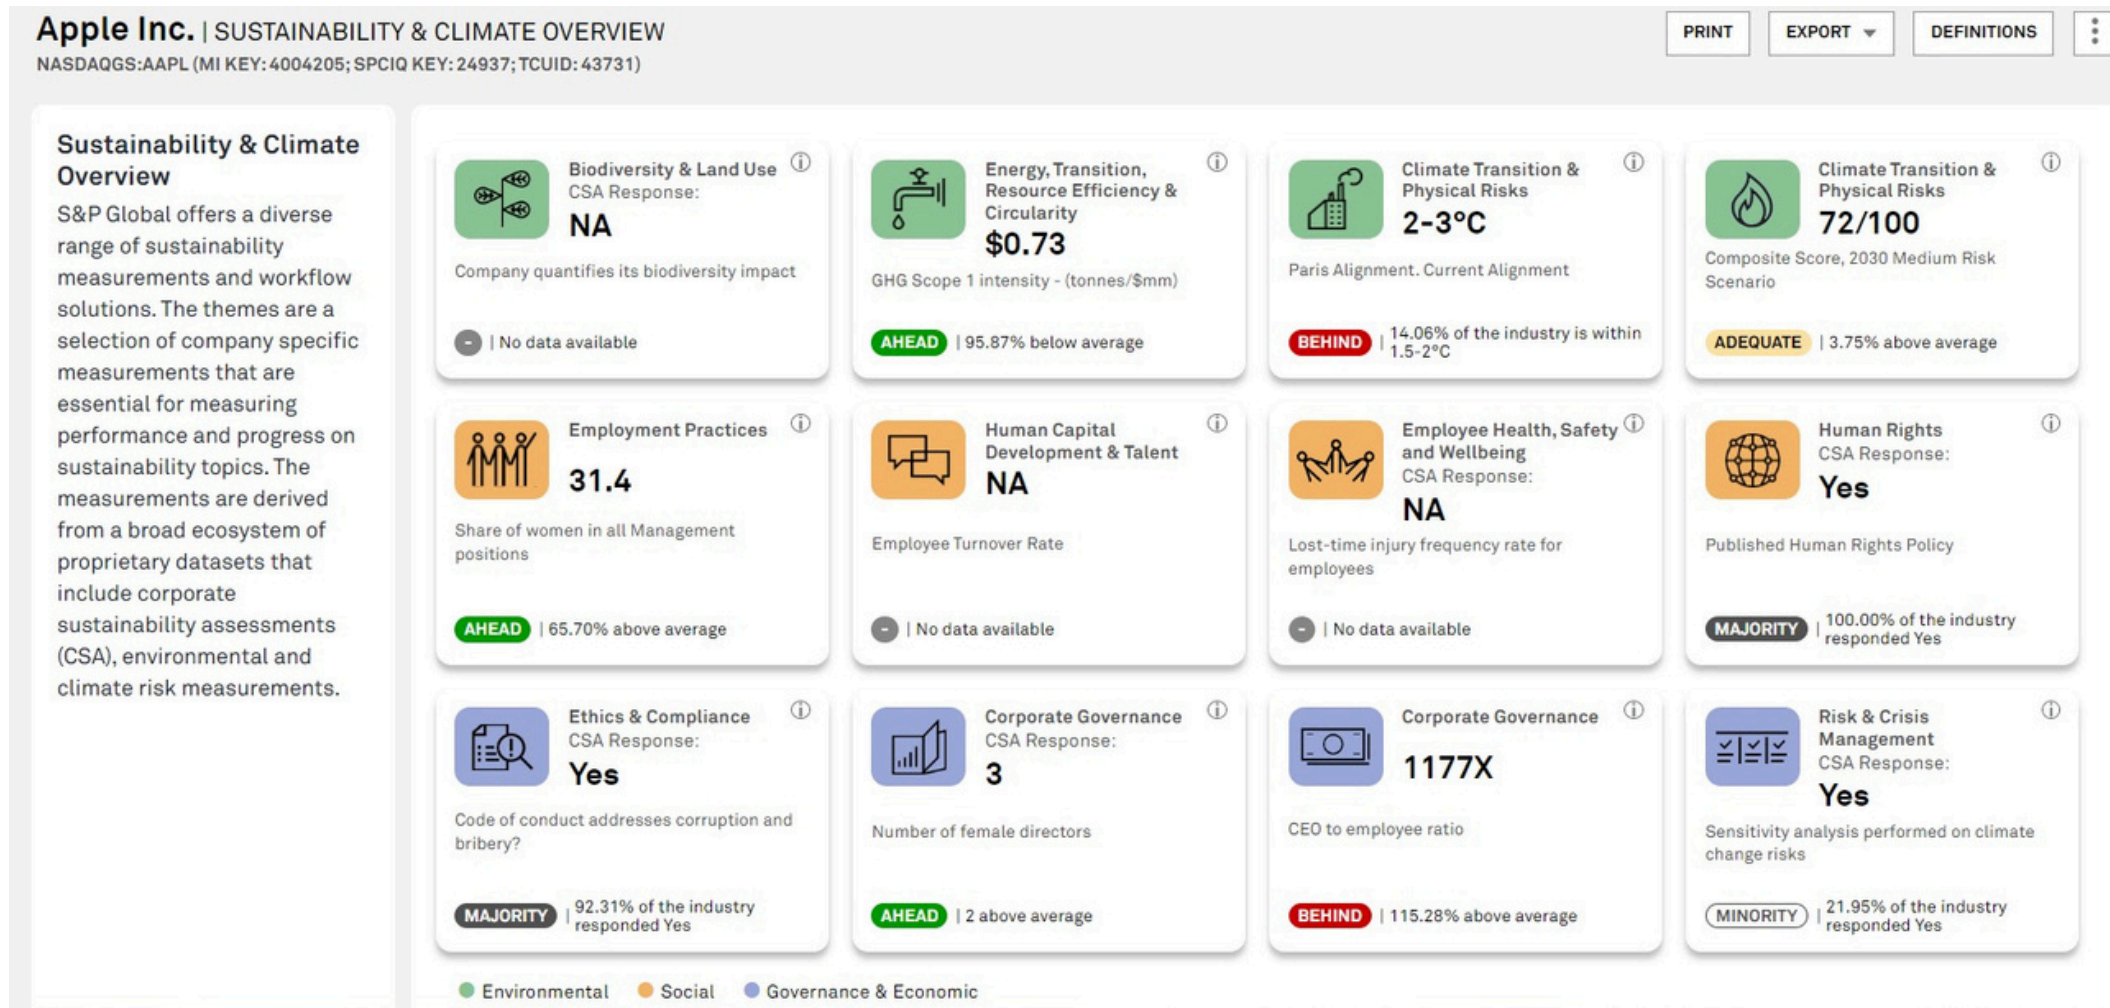 Apple Inc. | SUSTAINABILITY & CLIMATE OVERVIEW
NASDAQGS:AAPL (MI KEY: 4004205; SPCIQ KEY: 24937; TCUID: 43731)
PRINT
EXPORT
DEFINITIONS
Sustainability & Climate
Overview
S&P Global offers a diverse
range of sustainability
measurements and workflow
solutions. The themes are a
selection of company specific
measurements that are
essential for measuring
performance and progress on
sustainability topics. The
measurements are derived
from a broad ecosystem of
proprietary datasets that
include corporate
sustainability assessments
(CSA), environmental and
climate risk measurements.
Biodiversity & Land Use
CSA Response:
NA
Company quantifies its biodiversity impact
- | No data available
Energy, Transition,
Resource Efficiency &
Circularity
$0.73
GHG Scope 1 intensity - (tonnes/$mm)
AHEAD | 95.87% below average
Climate Transition &
Physical Risks
2-3°C
Paris Alignment. Current Alignment
BEHIND | 14.06% of the industry is within
1.5-2°C
Climate Transition &
Physical Risks
72/100
Composite Score, 2030 Medium Risk
Scenario
ADEQUATE | 3.75% above average
Employment Practices
31.4
Share of women in all Management
positions
AHEAD | 65.70% above average
Human Capital
Development & Talent
NA
Employee Turnover Rate
- | No data available
Employee Health, Safety
and Wellbeing
CSA Response:
NA
Lost-time injury frequency rate for
employees
- | No data available
Human Rights
CSA Response:
Yes
Published Human Rights Policy
MAJORITY | 100.00% of the industry
responded Yes
Ethics & Compliance
CSA Response:
Yes
Code of conduct addresses corruption and
bribery?
MAJORITY | 92.31% of the industry
responded Yes
Corporate Governance
CSA Response:
3
Number of female directors
AHEAD | 2 above average
Corporate Governance
1177X
CEO to employee ratio
BEHIND | 115.28% above average
Risk & Crisis
Management
CSA Response:
Yes
Sensitivity analysis performed on climate
change risks
MINORITY | 21.95% of the industry
responded Yes
Environmental
Social
Governance & Economic